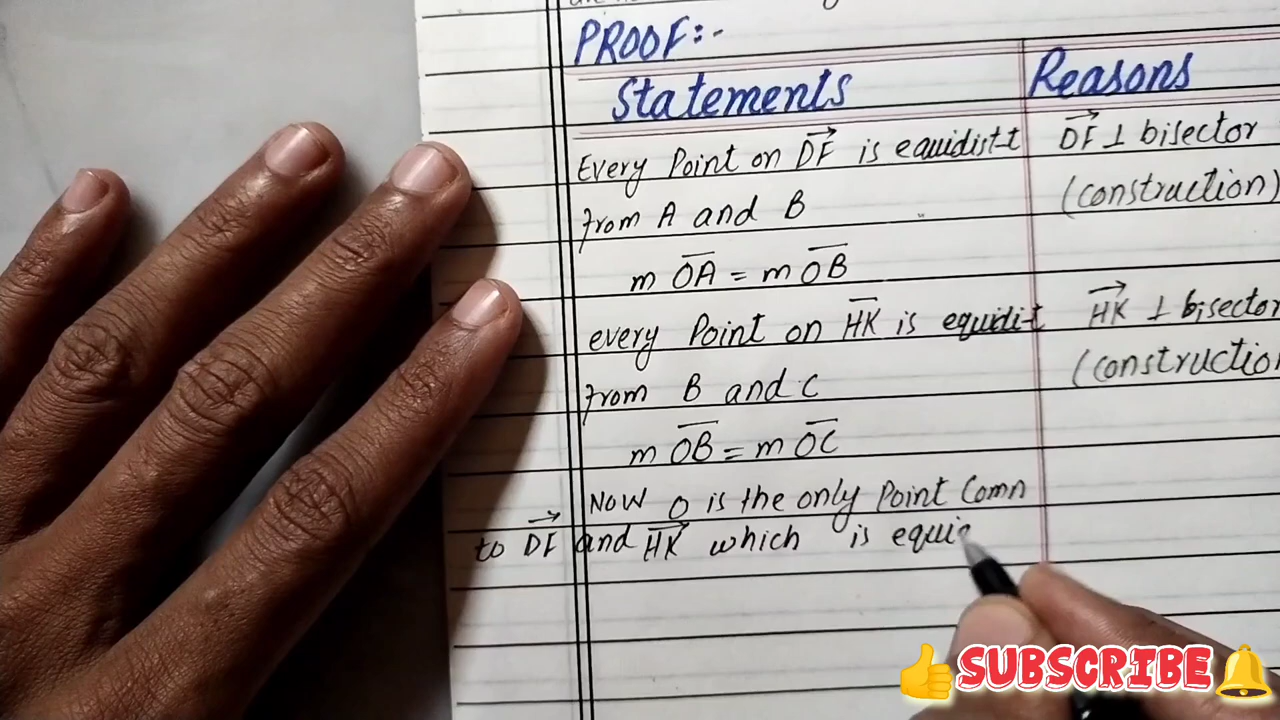 PROOF:-
Statements
Reasons
Every Point on DF is equidist-t
DF ⊥ bisector
from A and B
(construction)
m OA = m OB
every Point on HK is equidi-t
HK ⊥ bisector
from B and C
(construction
m OB = m OC
Now O is the only Point Comn
to DF and HK which is equi
SUBSCRIBE